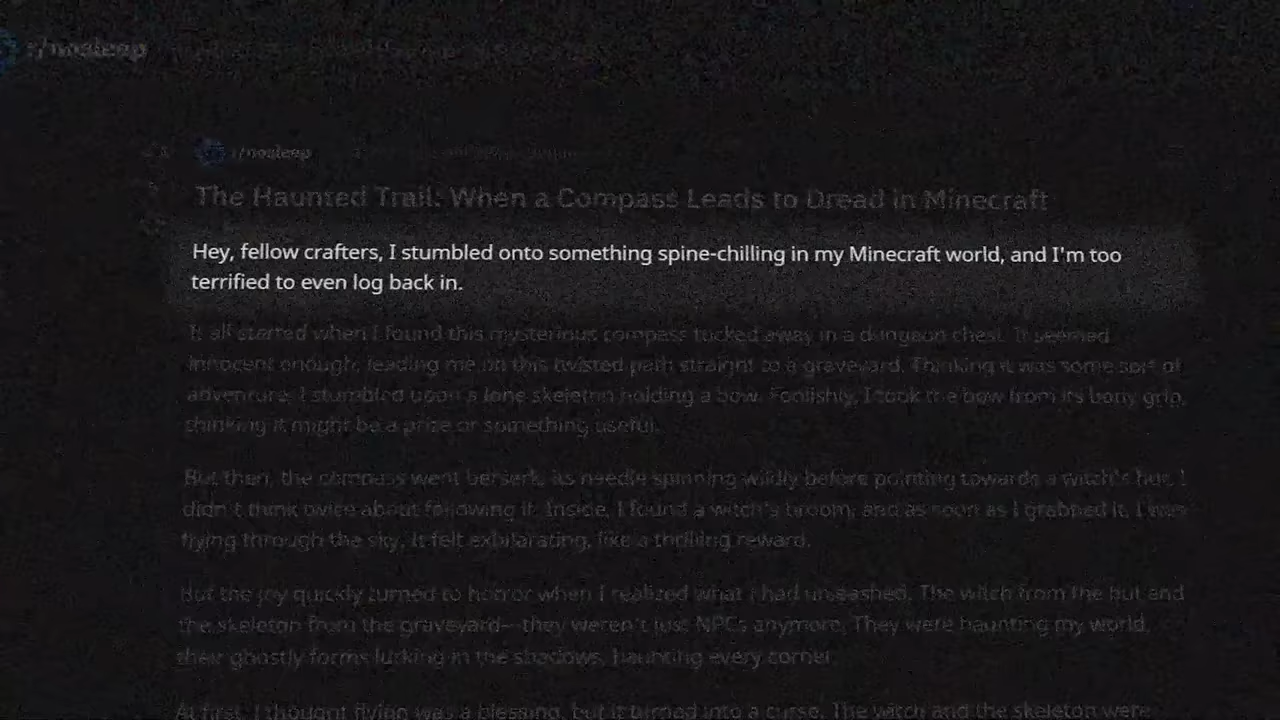 r/nosleep
r/nosleep
The Haunted Trail: When a Compass Leads to Dread in Minecraft
Hey, fellow crafters, I stumbled onto something spine-chilling in my Minecraft world, and I'm too
terrified to even log back in.
It all started when I found this mysterious compass tucked away in a dungeon chest. It seemed
innocent enough, leading me on this twisted path straight to a graveyard. Thinking it was some sort of
adventure, I stumbled upon a lone skeleton holding a bow. Foolishly, I took the bow from its bony grip,
thinking it might be a prize or something useful.
But then, the compass went berserk, its needle spinning wildly before pointing towards a witch's hut. I
didn't think twice about following it. Inside, I found a witch's broom, and as soon as I grabbed it, I was
flying through the sky. It felt exhilarating, like a thrilling reward.
But the joy quickly turned to horror when I realized what I had unleashed. The witch from the hut and
the skeleton from the graveyard—they weren't just NPCs anymore. They were haunting my world,
their ghostly forms lurking in the shadows, haunting every corner.
At first, I thought flying was a blessing, but it turned into a curse. The witch and the skeleton were